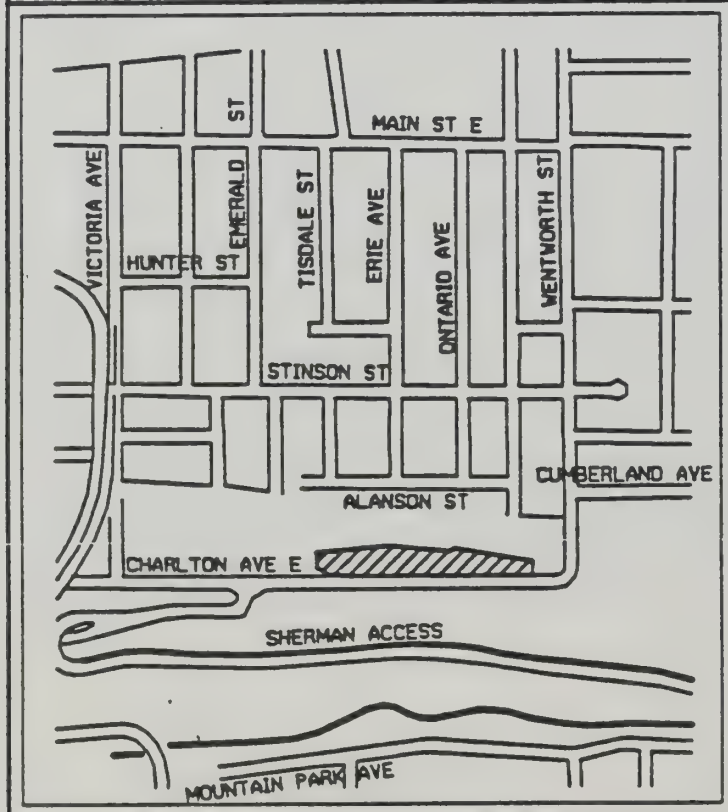 MAIN ST E
VICTORIA AVE
EMERALD ST
TISDALE ST
ERIE AVE
ONTARIO AVE
WENTWORTH ST
HUNTER ST
STINSON ST
CUMBERLAND AVE
ALANSON ST
CHARLTON AVE E
SHERMAN ACCESS
MOUNTAIN PARK AVE